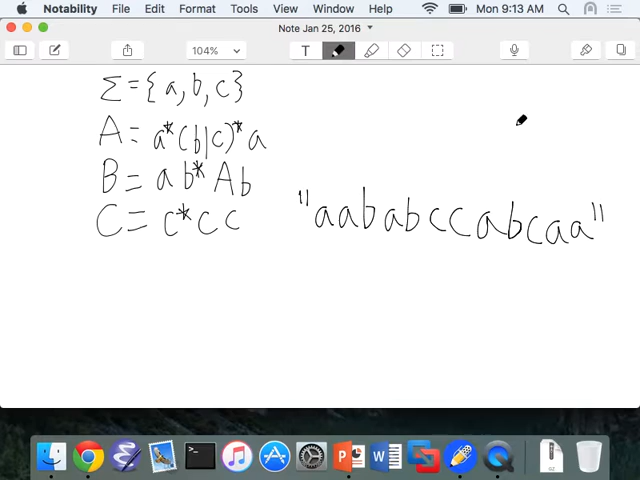 Notability File Edit View Tools Window Help Mon 9:13 AM
Note Jan 25, 2016
104% T
Σ={a,b,c}
A=a*(b|c)*a
B=ab*Ab
C=c*cc
"aababccabcaa"